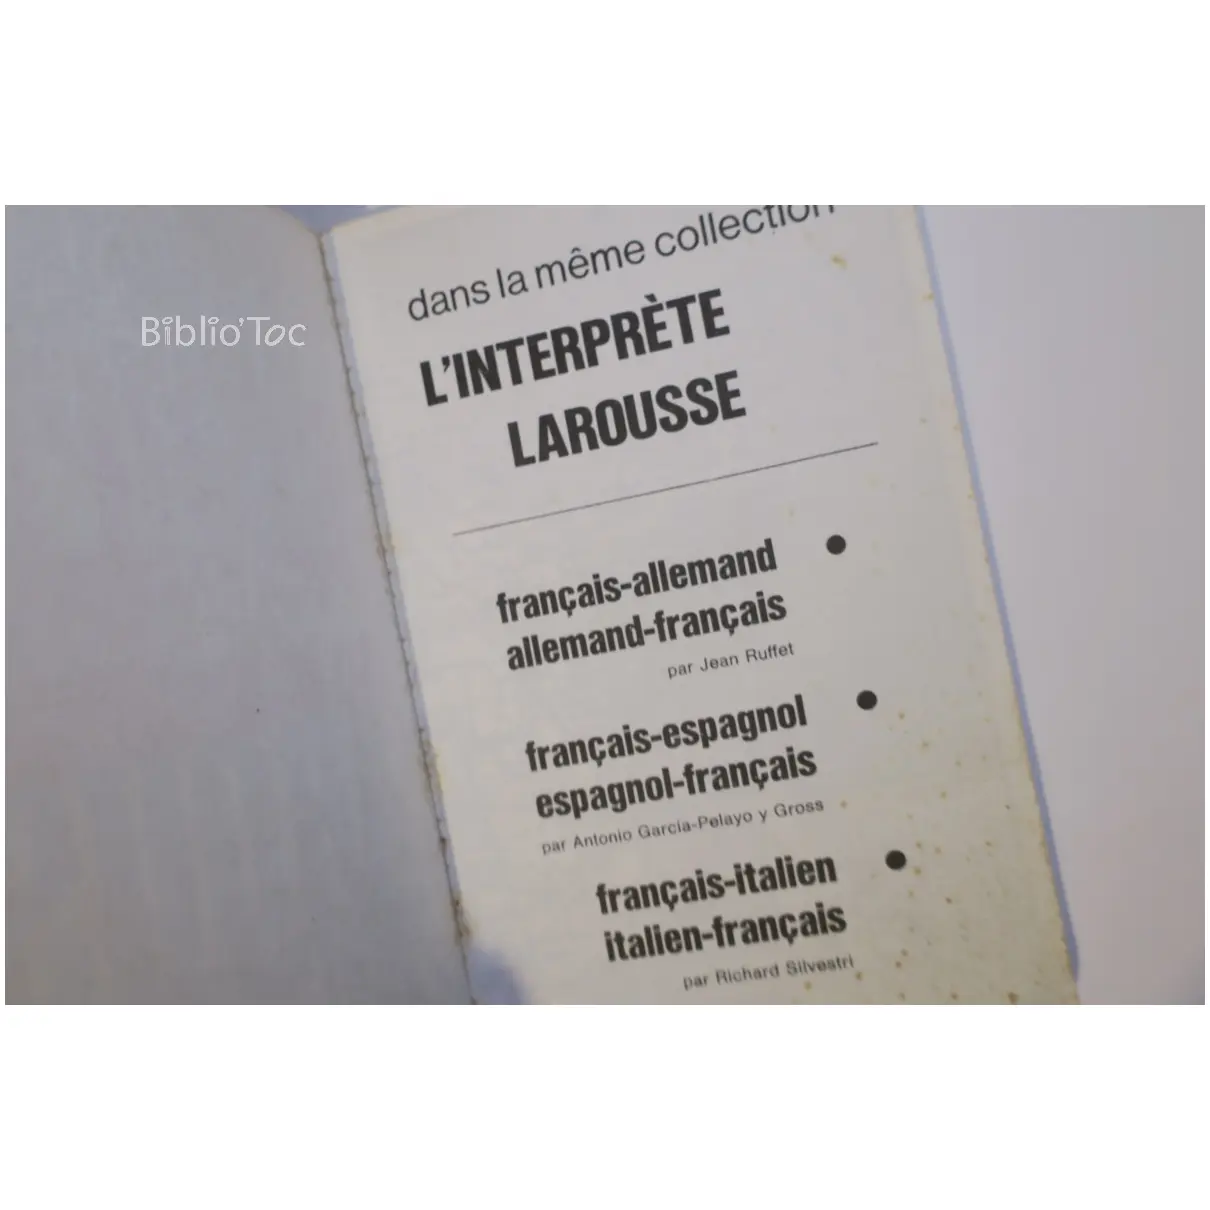 dans la même collection
L'INTERPRÈTE
LAROUSSE
français-allemand
allemand-français
par Jean Ruffet
français-espagnol
espagnol-français
par Antonio García-Pelayo y Gross
français-italien
italien-français
par Richard Silvestri
Biblio'Toc